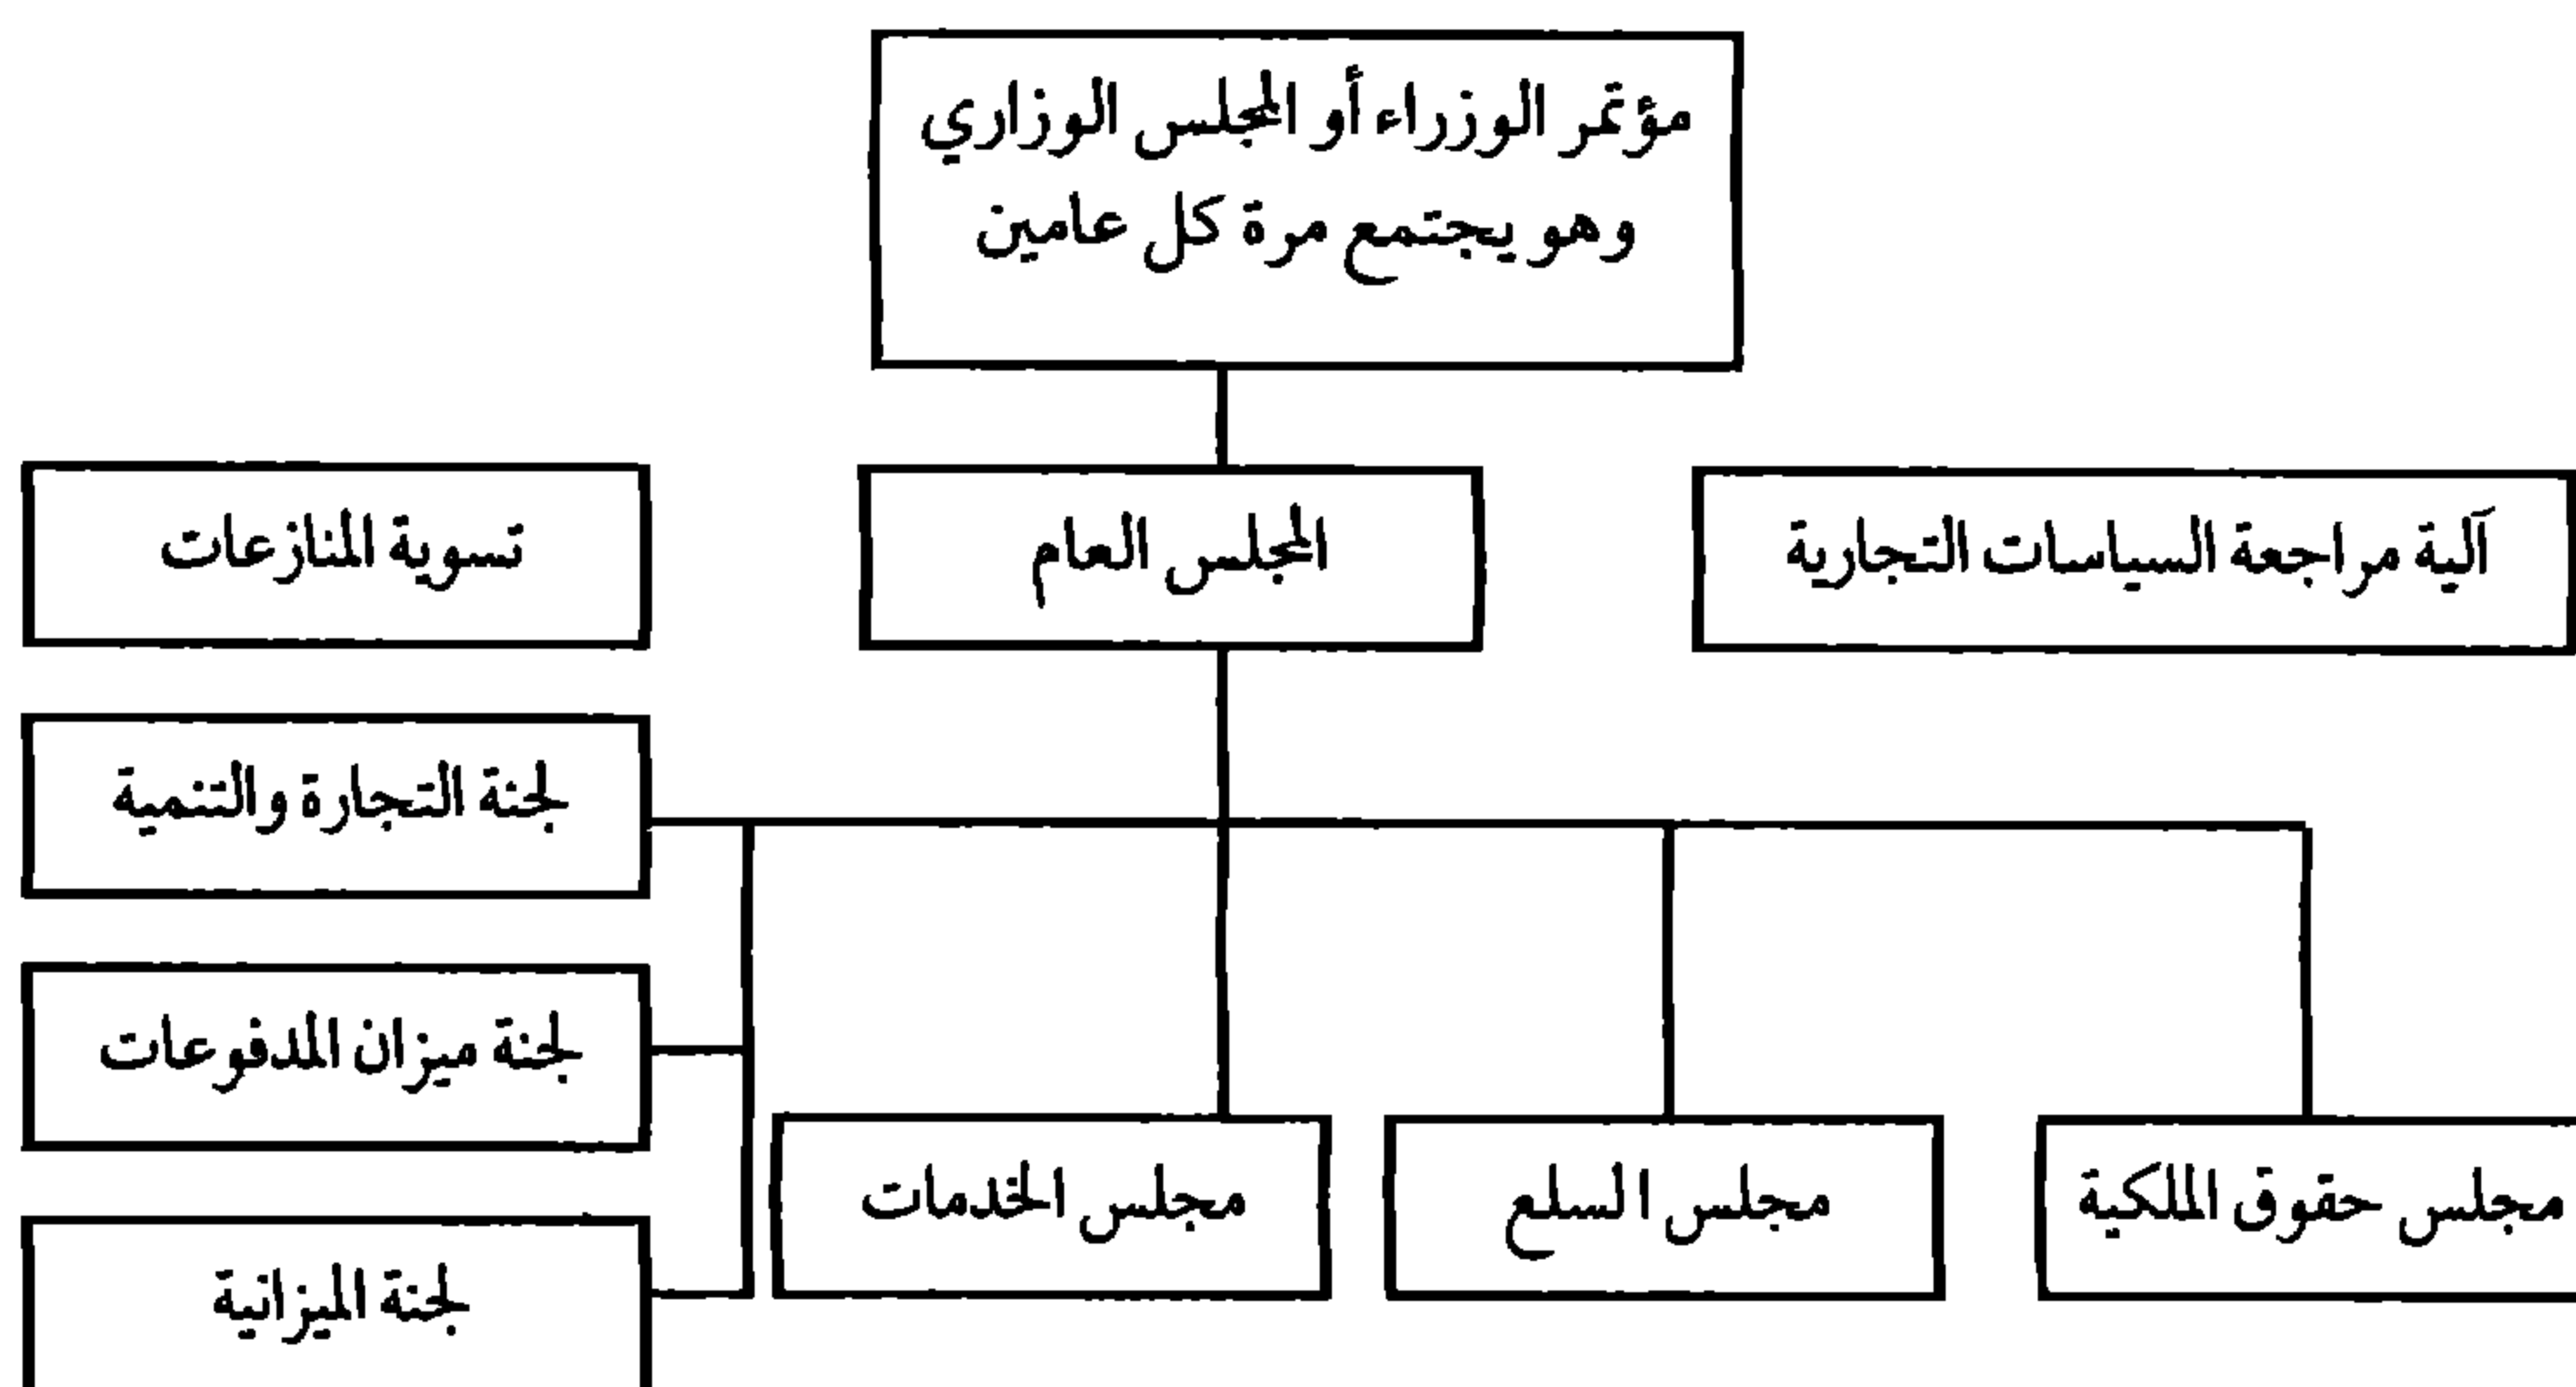 مؤتمر الوزراء أو المجلس الوزاري
وهو يجتمع مرة كل عامين
آلية مراجعة السياسات التجارية
المجلس العام
تسوية المنازعات
لجنة التجارة والتنمية
لجنة ميزان المدفوعات
مجلس حقوق الملكية
مجلس السلع
مجلس الخدمات
لجنة الميزانية